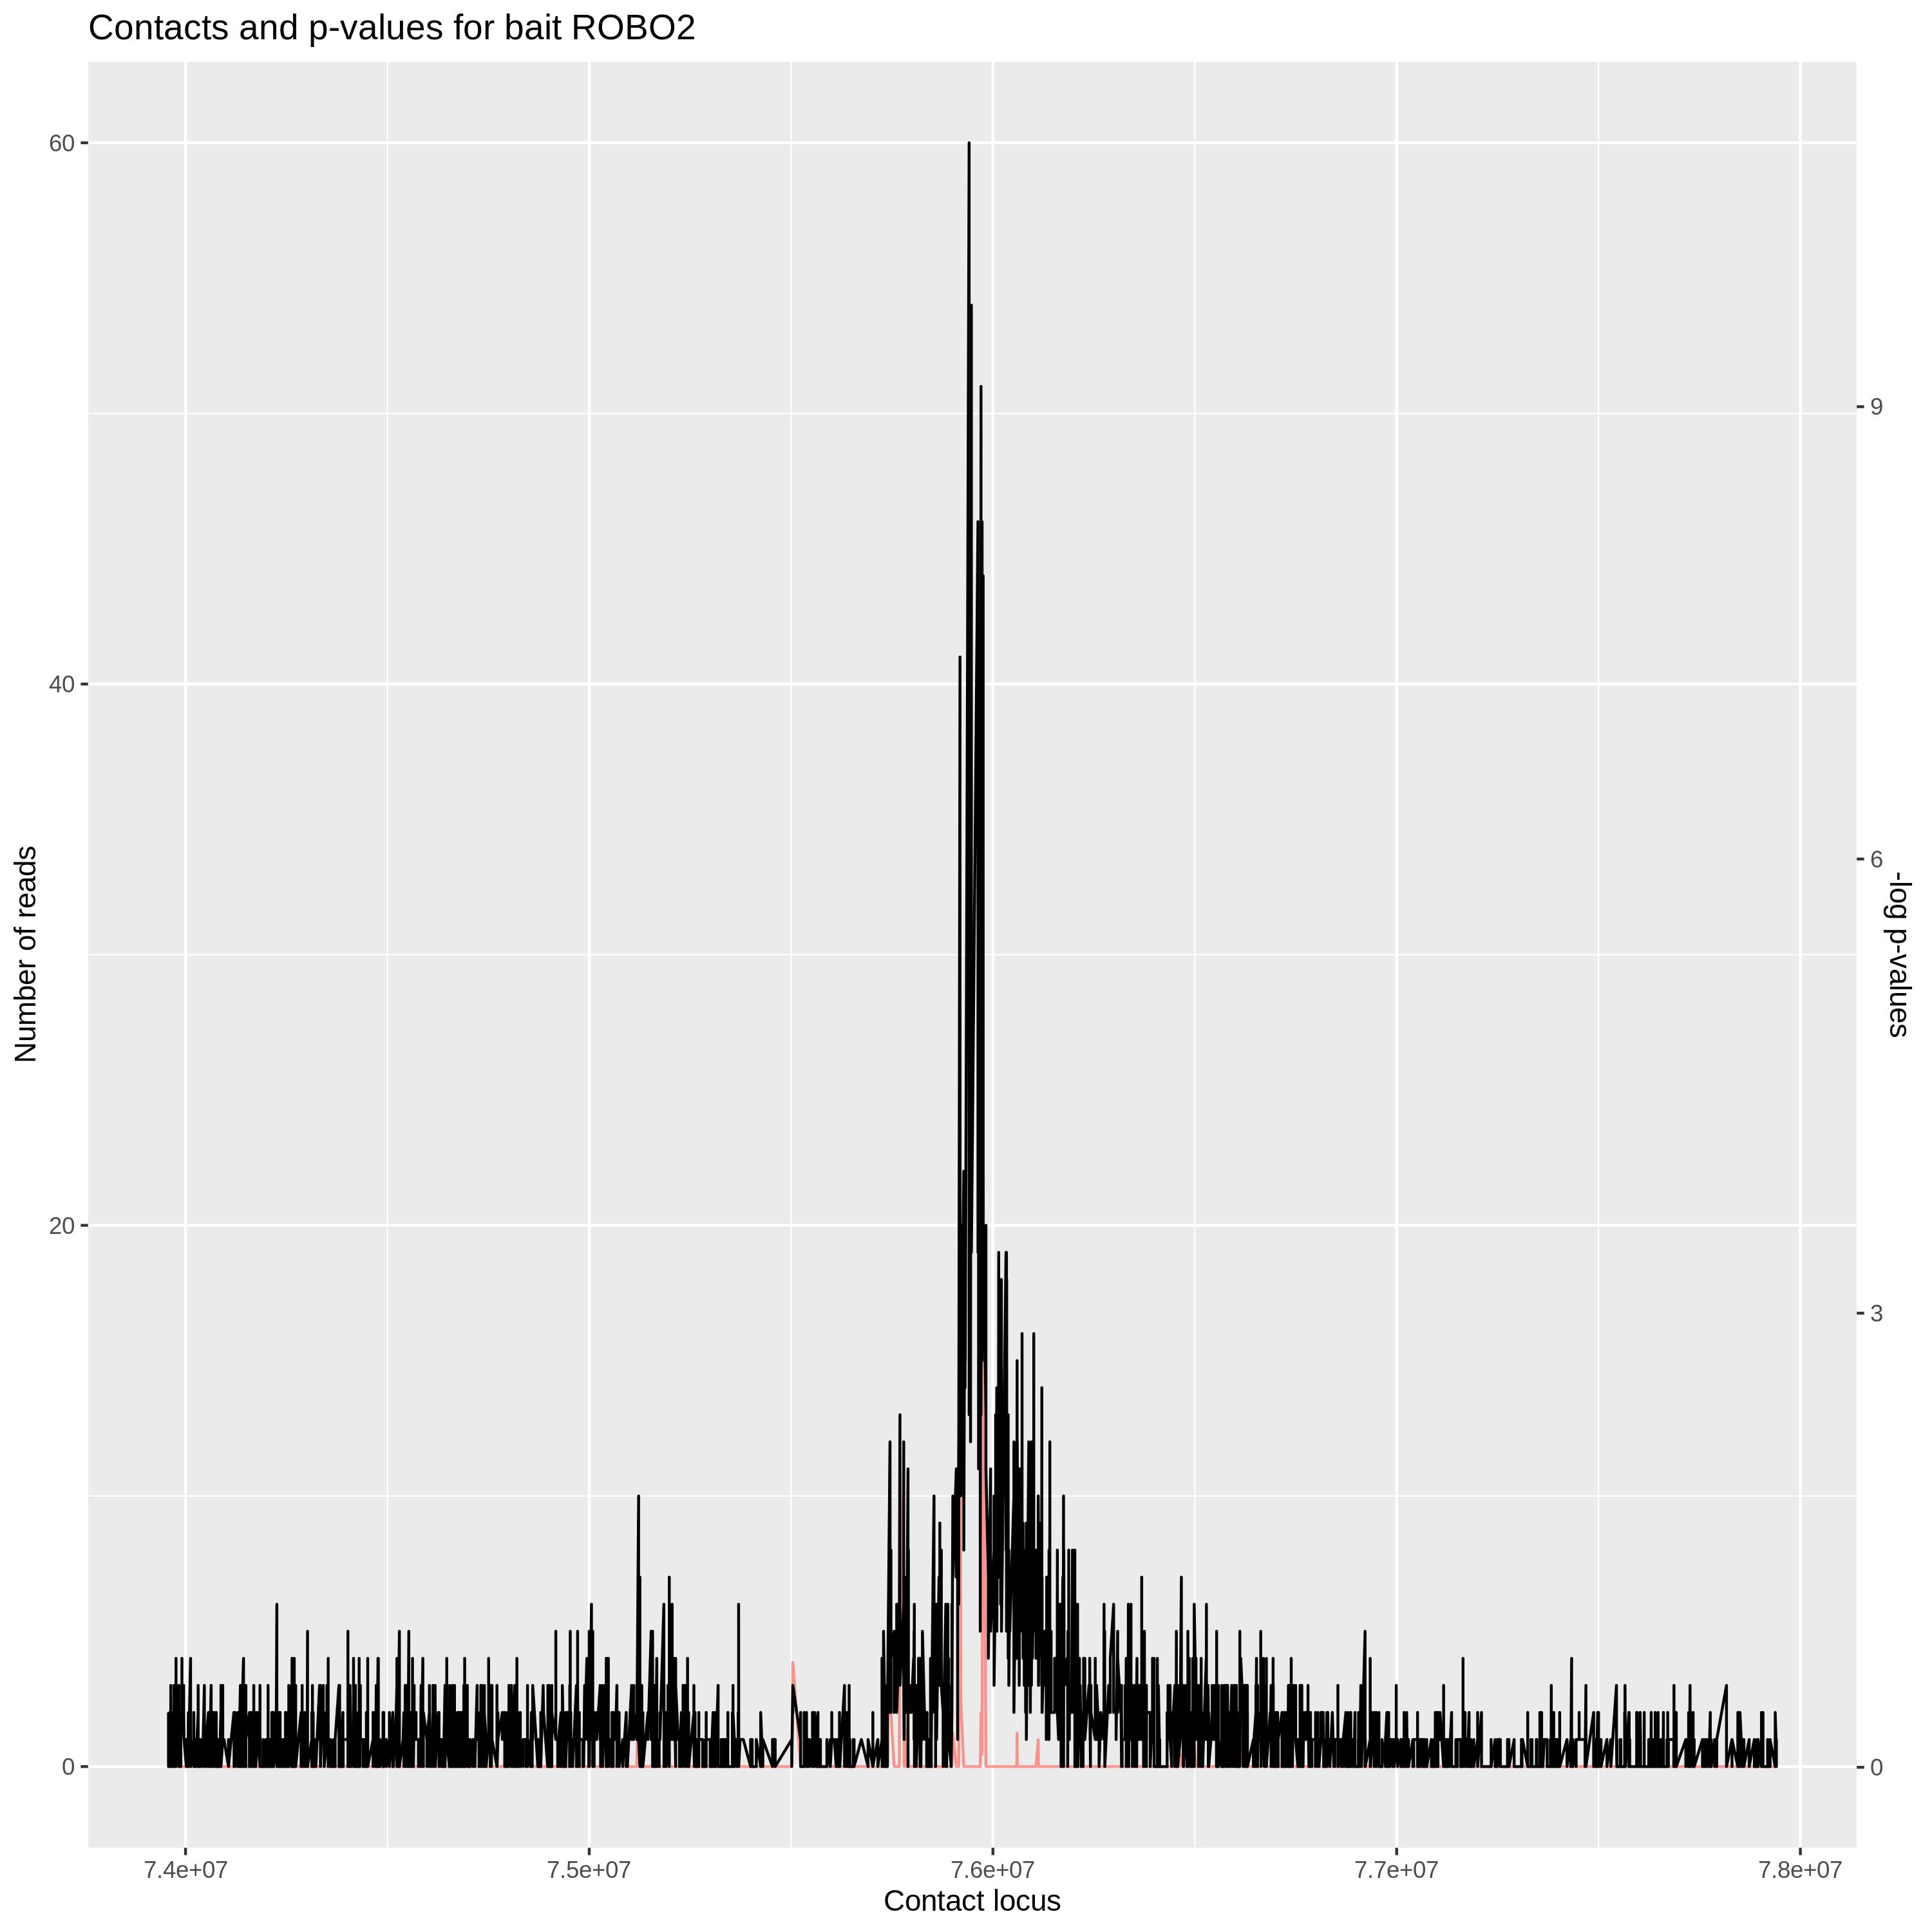 Contacts and p-values for bait ROBO2
60
40
20
0
Number of reads
9
6
3
0
-log p-values
7.4e+07
7.5e+07
7.6e+07
7.7e+07
7.8e+07
Contact locus